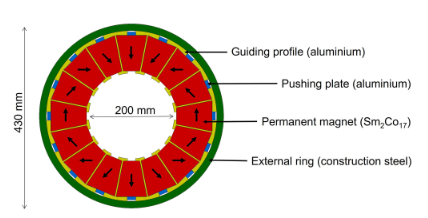 Guiding profile (aluminium)
Pushing plate (aluminium)
200 mm
Permanent magnet (Sm₂Co₁₇)
430 mm
External ring (construction steel)